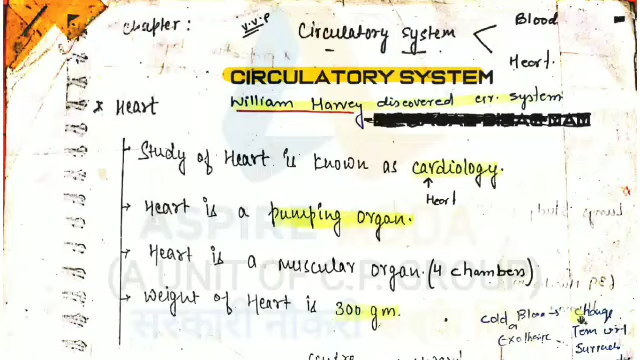 Chapter: v.v.p Circulatory system < Blood
Heart.
CIRCULATORY SYSTEM
William Harvey discovered cir. system
* Heart
→ Study of Heart is known as cardiology.
↑
Heart
→ Heart is a pumping organ.
ASPIRE
→ Heart is a muscular organ. (4 chambers)
(A UNIT OF C.P. GROUP)
→ Weight of Heart is 300 gm.
सरकारी नौकरी
Cold Blood change
Tem
Exothermic
Surround
centre